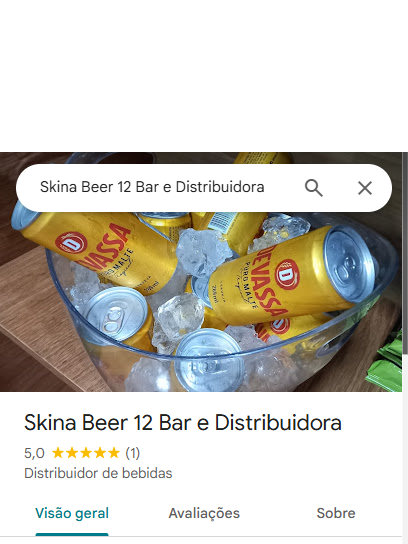 Skina Beer 12 Bar e Distribuidora
DEVASSA
PURO MALTE
D
DEVASSA
PURO MALTE
D
Skina Beer 12 Bar e Distribuidora
5,0 (1)
Distribuidor de bebidas
Visão geral Avaliações Sobre